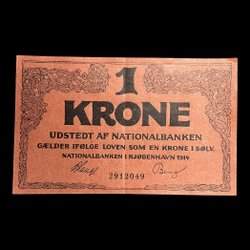 1
KRONE
UDSTEDT AF NATIONALBANKEN
GÆLDER IFØLGE LOVEN SOM EN KRONE I SØLV.
NATIONALBANKEN I KJØBENHAVN 1914
2912049